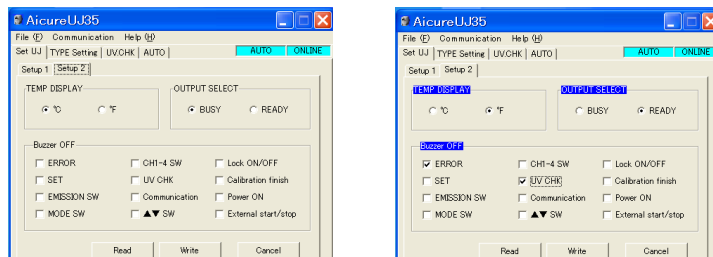 AicureUJ35
File (F) Communication Help (H)
Set UJ TYPE Setting UV.CHK AUTO AUTO ONLINE
Setup 1 Setup 2
TEMP DISPLAY OUTPUT SELECT
℃ °F BUSY READY
Buzzer OFF
ERROR CH1-4 SW Lock ON/OFF
SET UV CHK Calibration finish
EMISSION SW Communication Power ON
MODE SW ▲▼ SW External start/stop
Read Write Cancel
AicureUJ35
File (F) Communication Help (H)
Set UJ TYPE Setting UV.CHK AUTO AUTO ONLINE
Setup 1 Setup 2
TEMP DISPLAY OUTPUT SELECT
℃ °F BUSY READY
Buzzer OFF
ERROR CH1-4 SW Lock ON/OFF
SET UV CHK Calibration finish
EMISSION SW Communication Power ON
MODE SW ▲▼ SW External start/stop
Read Write Cancel